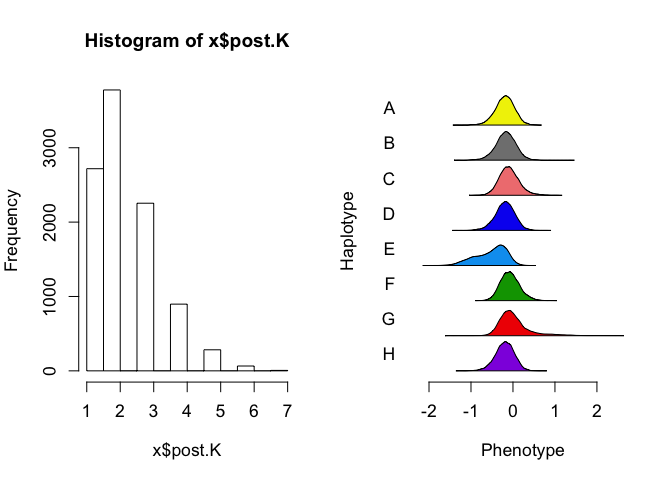 Histogram of x$post.K
Frequency
0
1000
2000
3000
1 2 3 4 5 6 7
x$post.K
Haplotype
A
B
C
D
E
F
G
H
-2 -1 0 1 2
Phenotype